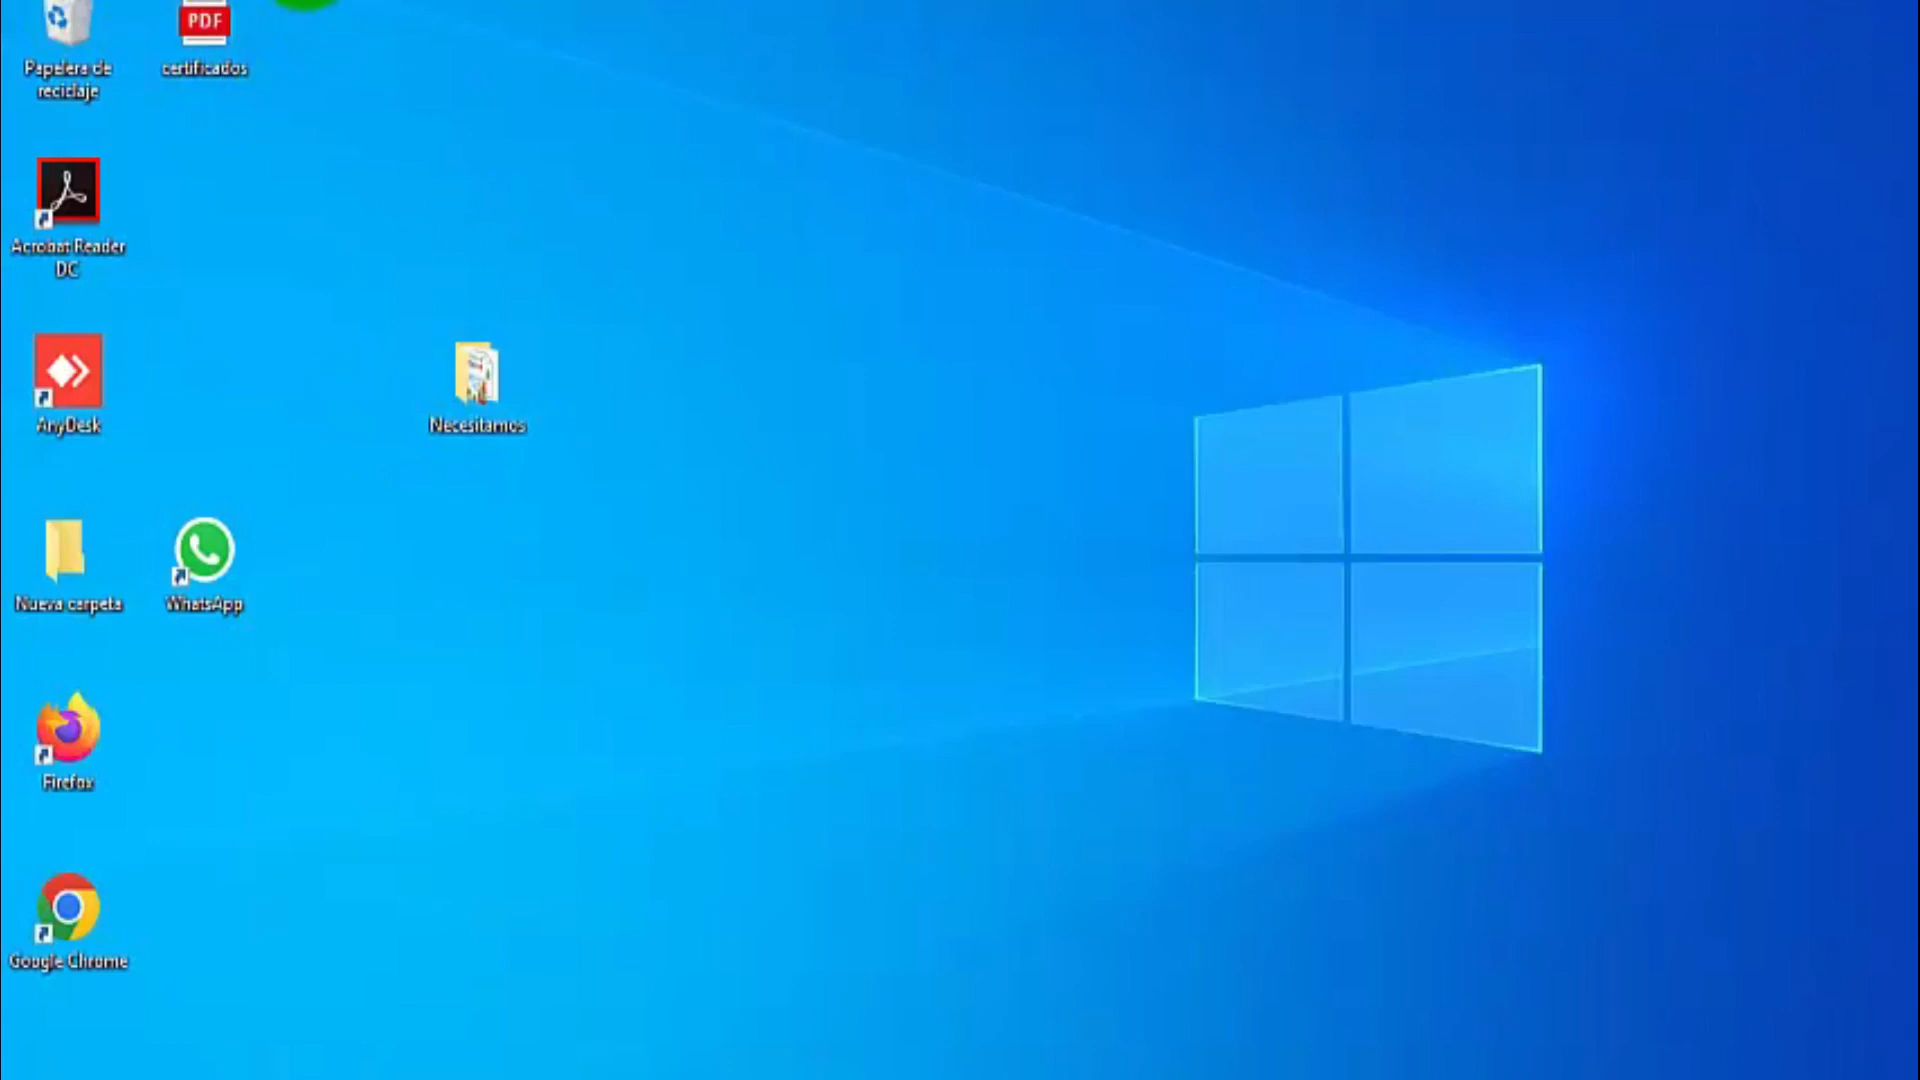 Papelera de
reciclaje
PDF
certificados
Acrobat Reader
DC
AnyDesk
Necesitamos
Nueva carpeta
WhatsApp
Firefox
Google Chrome